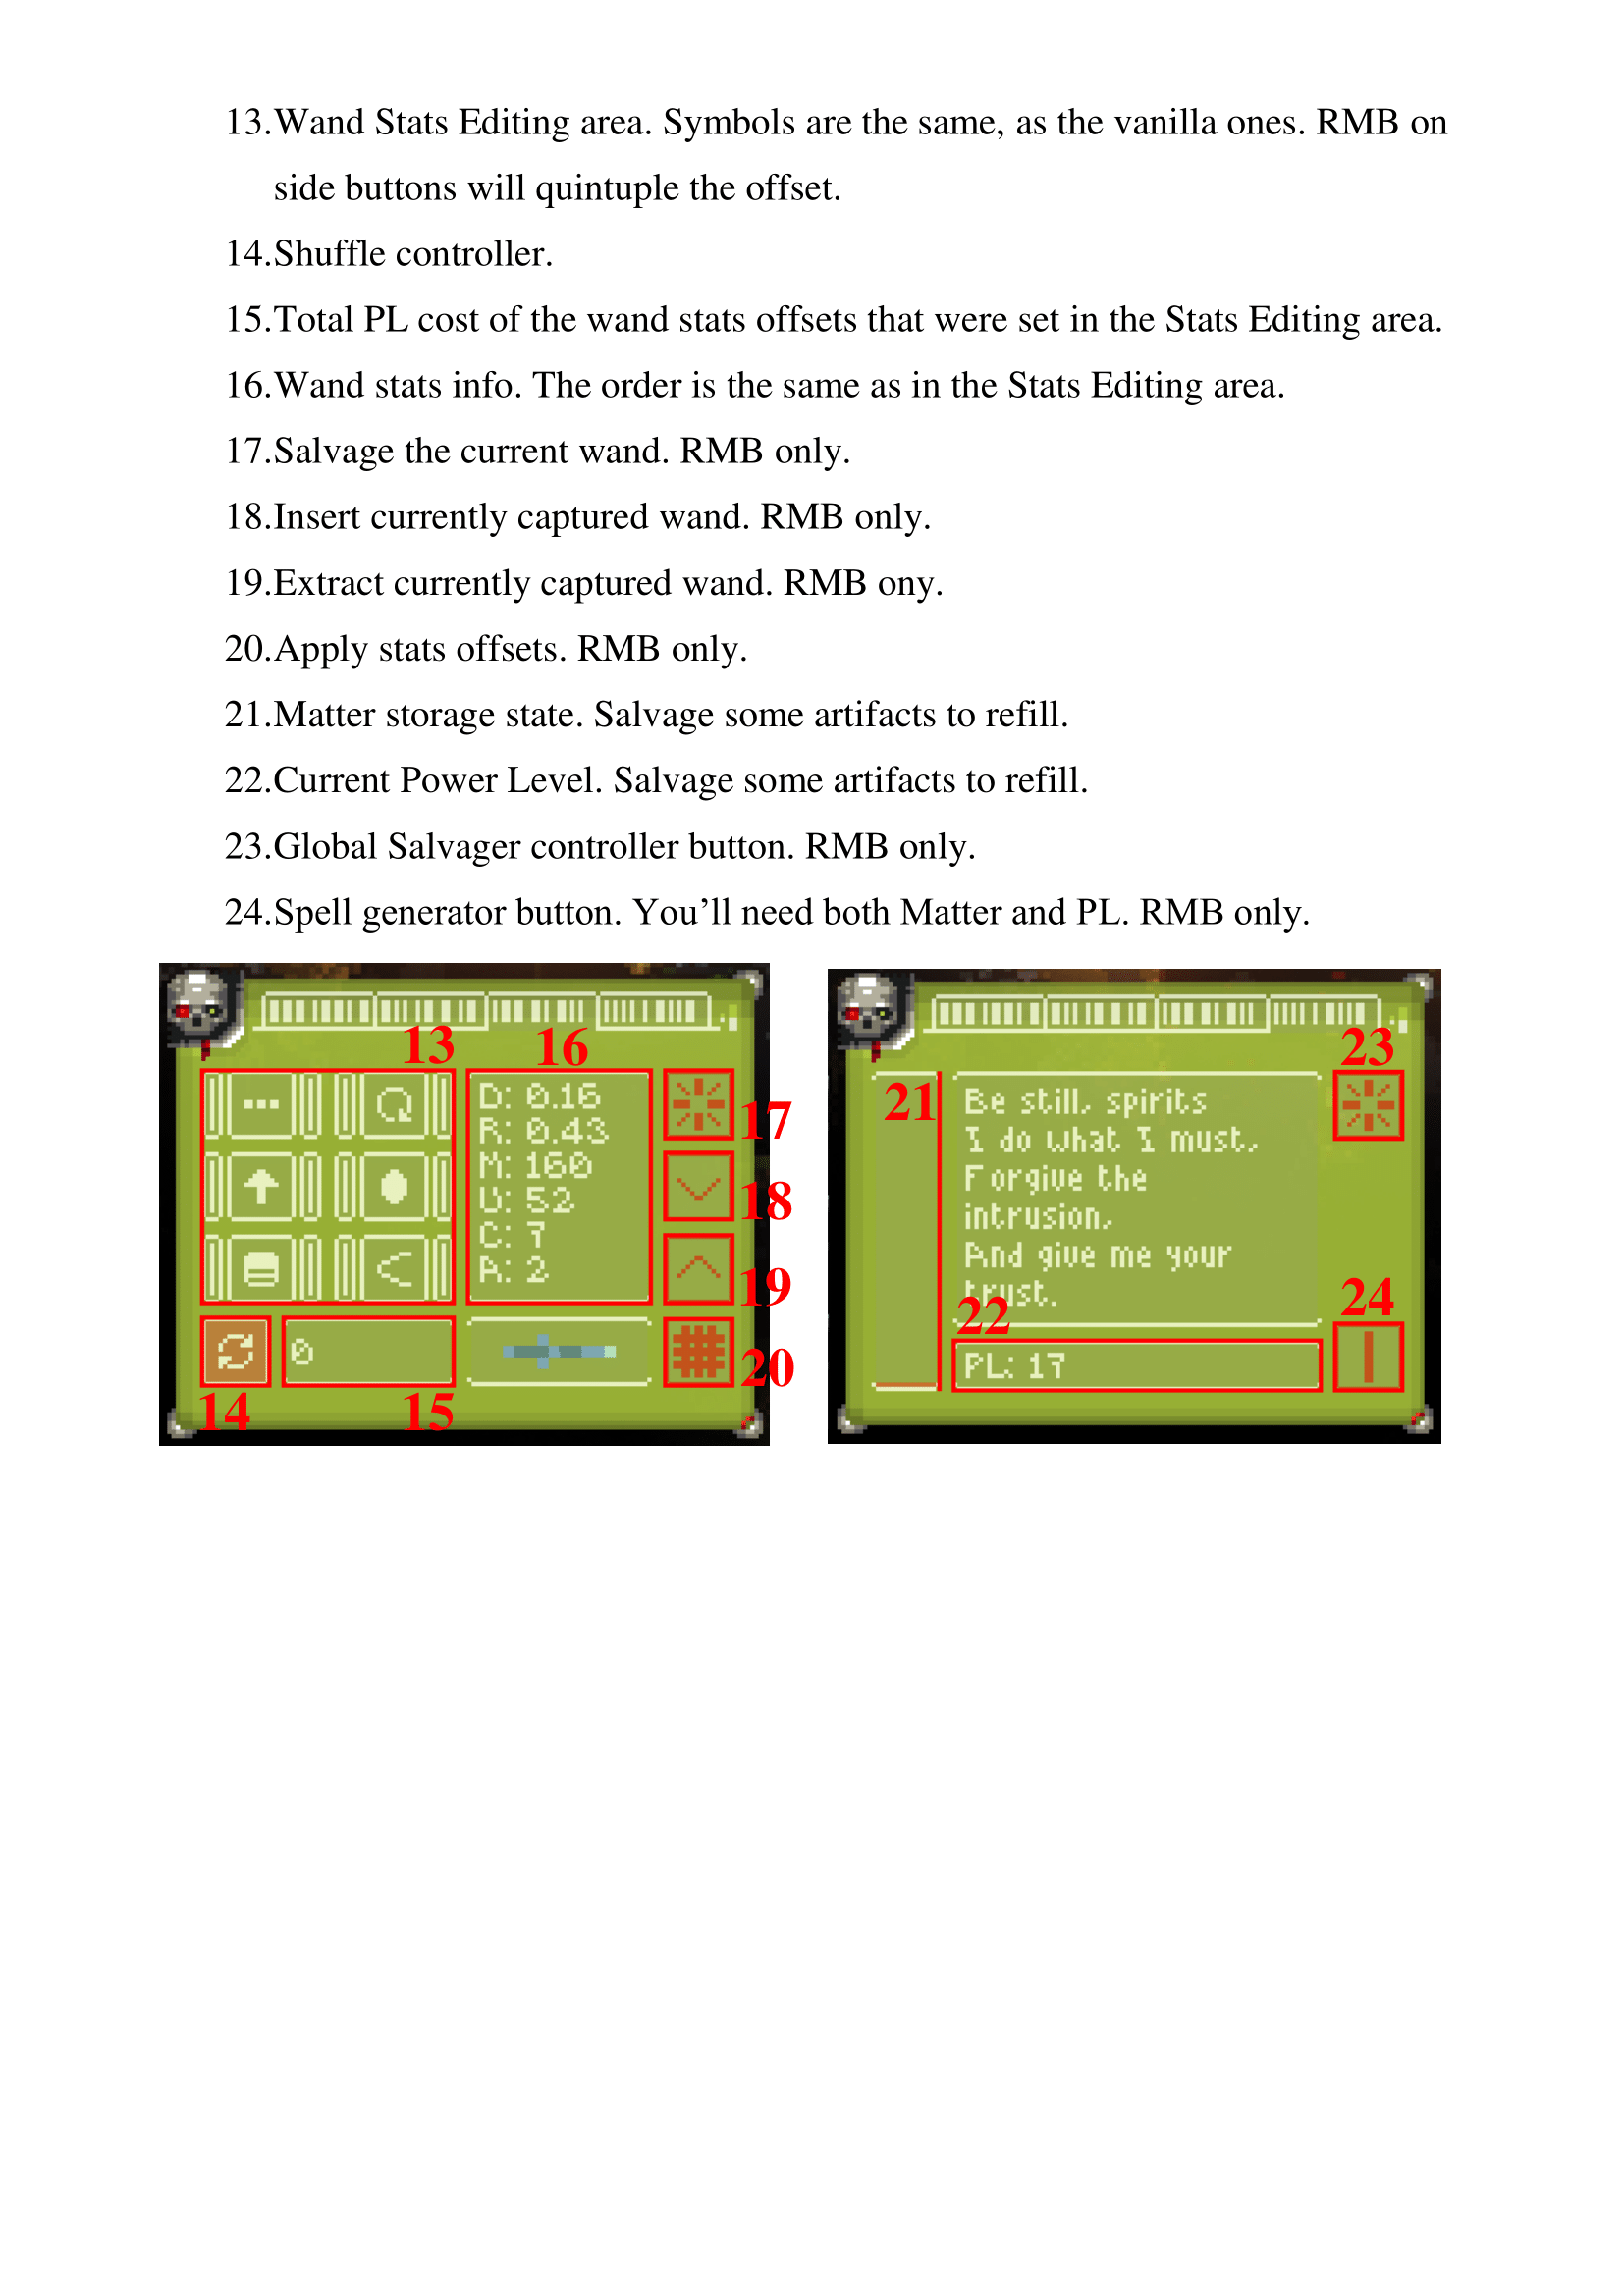 13.Wand Stats Editing area. Symbols are the same, as the vanilla ones. RMB on
side buttons will quintuple the offset.
14.Shuffle controller.
15.Total PL cost of the wand stats offsets that were set in the Stats Editing area.
16.Wand stats info. The order is the same as in the Stats Editing area.
17.Salvage the current wand. RMB only.
18.Insert currently captured wand. RMB only.
19.Extract currently captured wand. RMB ony.
20.Apply stats offsets. RMB only.
21.Matter storage state. Salvage some artifacts to refill.
22.Current Power Level. Salvage some artifacts to refill.
23.Global Salvager controller button. RMB only.
24.Spell generator button. You’ll need both Matter and PL. RMB only.
13
16
D: 0.16
R: 0.43
M: 160
U: 52
C: 7
A: 2
17
18
19
20
0
14
15
21
23
Be still, spirits
I do what I must,
Forgive the
intrusion,
And give me your
trust.
22
24
PL: 17